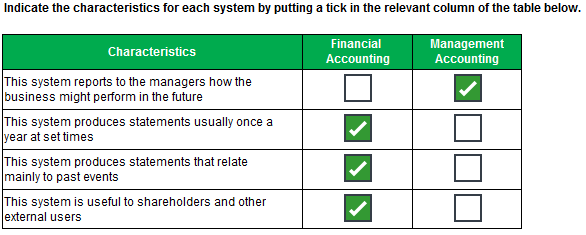 Indicate the characteristics for each system by putting a tick in the relevant column of the table below.
Characteristics
Financial
Accounting
Management
Accounting
This system reports to the managers how the
business might perform in the future
This system produces statements usually once a
year at set times
This system produces statements that relate
mainly to past events
This system is useful to shareholders and other
external users